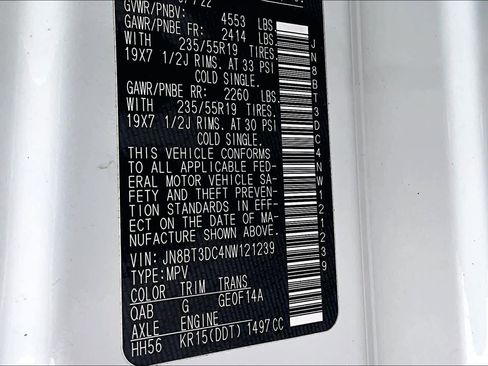 GVWR/PNBV: 4553 LBS.
GAWR/PNBE FR: 2414 LBS.
WITH 235/55R19 TIRES.
19X7 1/2J RIMS. AT 33 PSI
COLD SINGLE.
GAWR/PNBE RR: 2260 LBS.
WITH 235/55R19 TIRES.
19X7 1/2J RIMS. AT 30 PSI
COLD SINGLE.
THIS VEHICLE CONFORMS
TO ALL APPLICABLE FED-
ERAL MOTOR VEHICLE SA-
FETY AND THEFT PREVEN-
TION STANDARDS IN EFF-
ECT ON THE DATE OF MA-
NUFACTURE SHOWN ABOVE.
VIN: JN8BT3DC4NW121239
TYPE:MPV
COLOR TRIM TRANS
QAB G GE0F14A
AXLE ENGINE
HH56 KR15(DDT) 1497CC
JN8BT3DC4NW121239